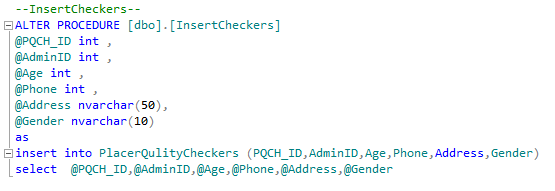 --InsertCheckers--
ALTER PROCEDURE [dbo].[InsertCheckers]
@PQCH_ID int ,
@AdminID int ,
@Age int ,
@Phone int ,
@Address nvarchar(50),
@Gender nvarchar(10)
as
insert into PlacerQulityCheckers (PQCH_ID,AdminID,Age,Phone,Address,Gender)
select  @PQCH_ID,@AdminID,@Age,@Phone,@Address,@Gender